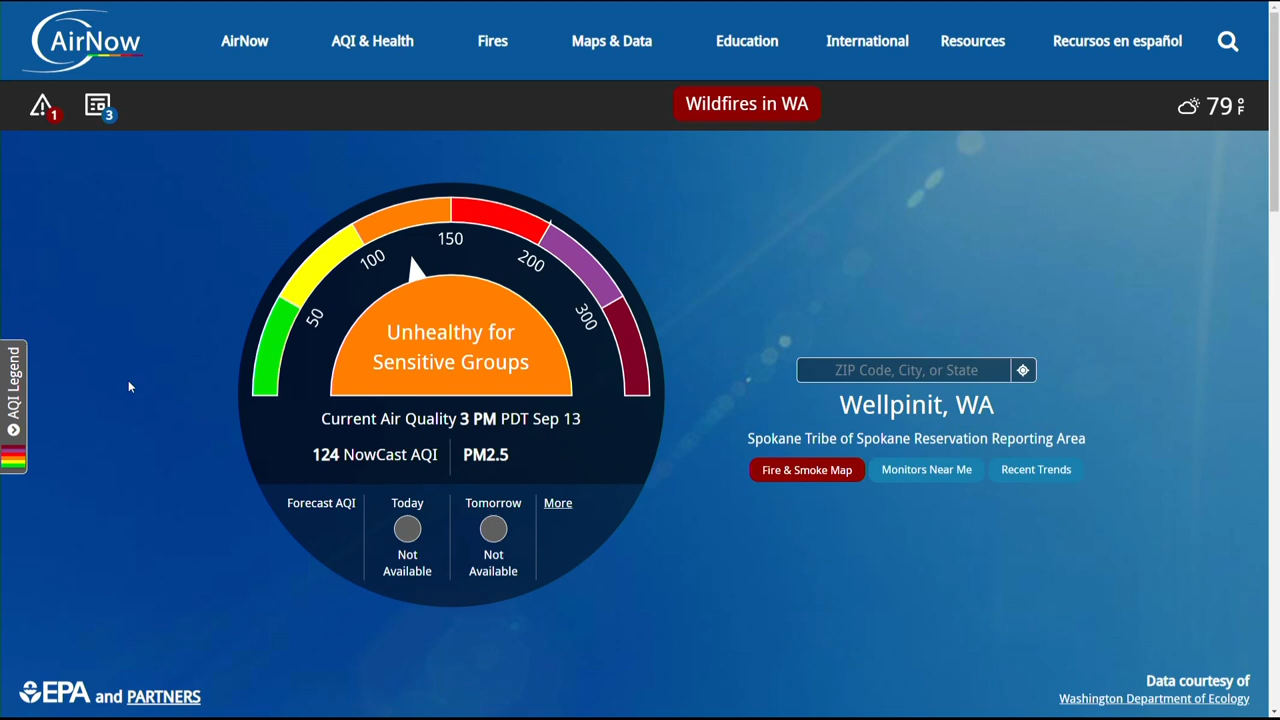 AirNow
AirNow
AQI & Health
Fires
Maps & Data
Education
International
Resources
Recursos en español
1
3
Wildfires in WA
79 °F
AQI Legend
50
100
150
200
300
Unhealthy for
Sensitive Groups
Current Air Quality 3 PM PDT Sep 13
124 NowCast AQI
PM2.5
Forecast AQI
Today
Not
Available
Tomorrow
Not
Available
More
ZIP Code, City, or State
Wellpinit, WA
Spokane Tribe of Spokane Reservation Reporting Area
Fire & Smoke Map
Monitors Near Me
Recent Trends
EPA and PARTNERS
Data courtesy of
Washington Department of Ecology